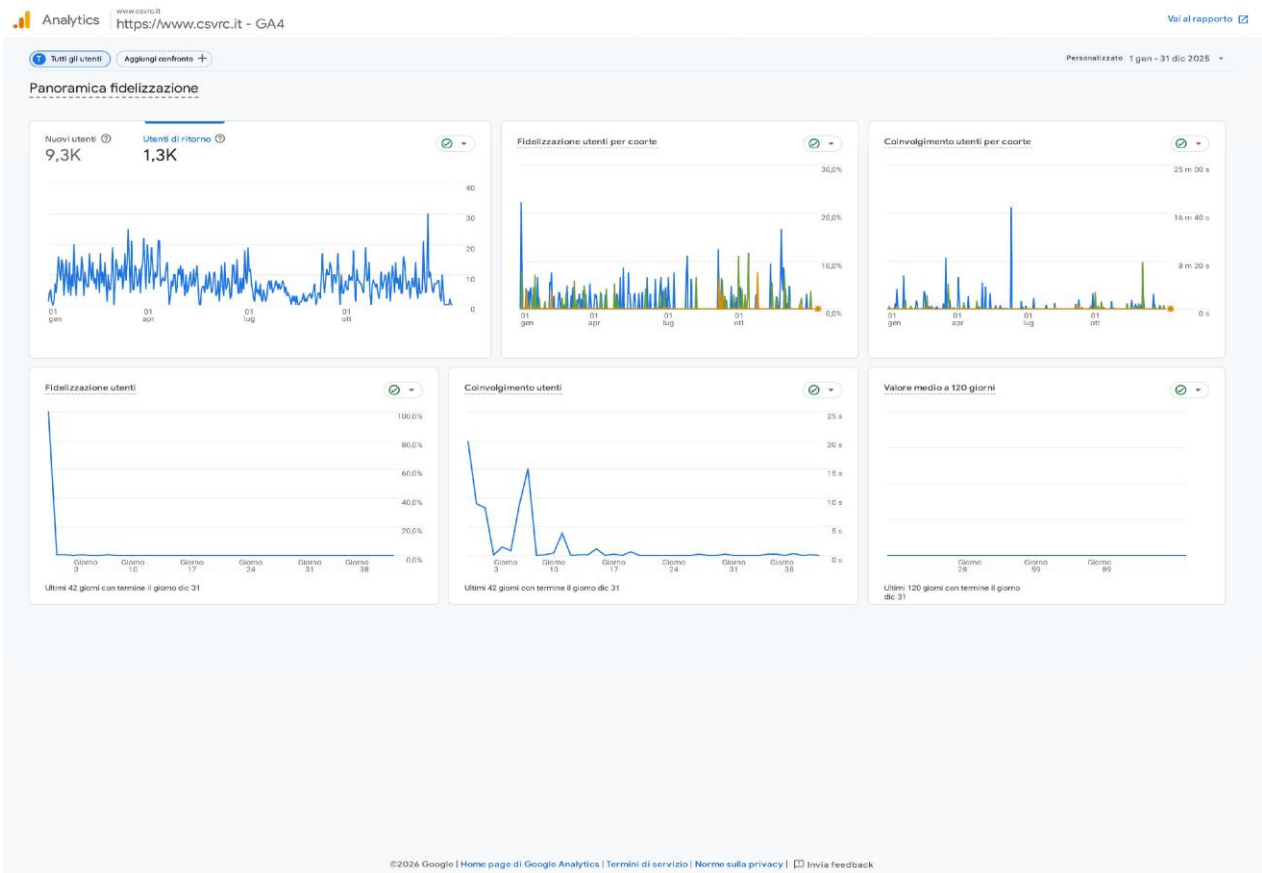 Analytics
www.csvrc.it
https://www.csvrc.it - GA4
Vai al rapporto
T Tutti gli utenti
Aggiungi confronto
Personalizzato 1 gen - 31 dic 2025
Panoramica fidelizzazione
Nuovi utenti
9,3K
Utenti di ritorno
1,3K
40
30
20
10
0
01 gen
01 apr
01 lug
01 ott
Fidelizzazione utenti per coorte
30,0%
20,0%
10,0%
0,0%
01 gen
01 apr
01 lug
01 ott
Coinvolgimento utenti per coorte
25 m 00 s
16 m 40 s
8 m 20 s
0 s
01 gen
01 apr
01 lug
01 ott
Fidelizzazione utenti
100,0%
80,0%
60,0%
40,0%
20,0%
0,0%
Giorno 3
Giorno 10
Giorno 17
Giorno 24
Giorno 31
Giorno 38
Ultimi 42 giorni con termine il giorno dic 31
Coinvolgimento utenti
25 s
20 s
15 s
10 s
5 s
0 s
Giorno 3
Giorno 10
Giorno 17
Giorno 24
Giorno 31
Giorno 38
Ultimi 42 giorni con termine il giorno dic 31
Valore medio a 120 giorni
Giorno 28
Giorno 59
Giorno 89
Ultimi 120 giorni con termine il giorno
dic 31
©2026 Google | Home page di Google Analytics | Termini di servizio | Norme sulla privacy | Invia feedback